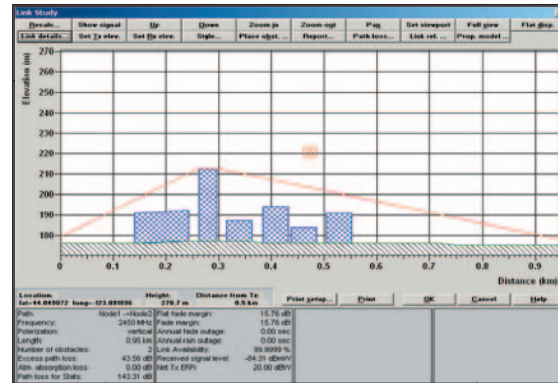 Link Study
Recalc... Show signal Up Down Zoom in Zoom out Pan Set viewport Full view Flat disp.
Link details... Set Tx elev. Set Rx elev. Style... Place obst. ... Report... Path loss... Link rel. ... Prop. model ...
Elevation (m)
270
260
250
240
230
220
210
200
190
180
0 0.1 0.2 0.3 0.4 0.5 0.6 0.7 0.8 0.9
Distance (km)
Location: Height: Distance from Tx:
lat=44.049072 long=-123.091896 270.7 m 0.5 km
Print setup... Print OK Cancel Help
Path: Node1 ->Node2 Flat fade margin: 15.76 dB
Frequency: 2450 MHz Fade margin: 15.76 dB
Polarization: vertical Annual fade outage: 0.00 sec
Length: 0.95 km Annual rain outage: 0.00 sec
Number of obstacles: 2 Link Availability: 99.9999 %
Excess path loss: 43.56 dB Received signal level: -84.31 dBmW
Atm. absorption loss: 0.00 dB Net Tx ERP: 20.00 dBW
Path loss for Stats: 143.31 dB